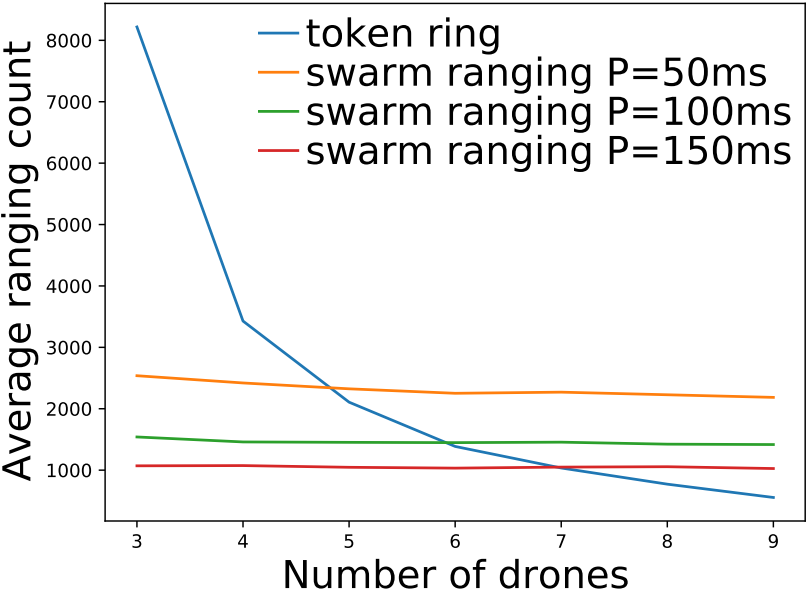 token ring
swarm ranging P=50ms
swarm ranging P=100ms
swarm ranging P=150ms
Average ranging count
8000
7000
6000
5000
4000
3000
2000
1000
3 4 5 6 7 8 9
Number of drones